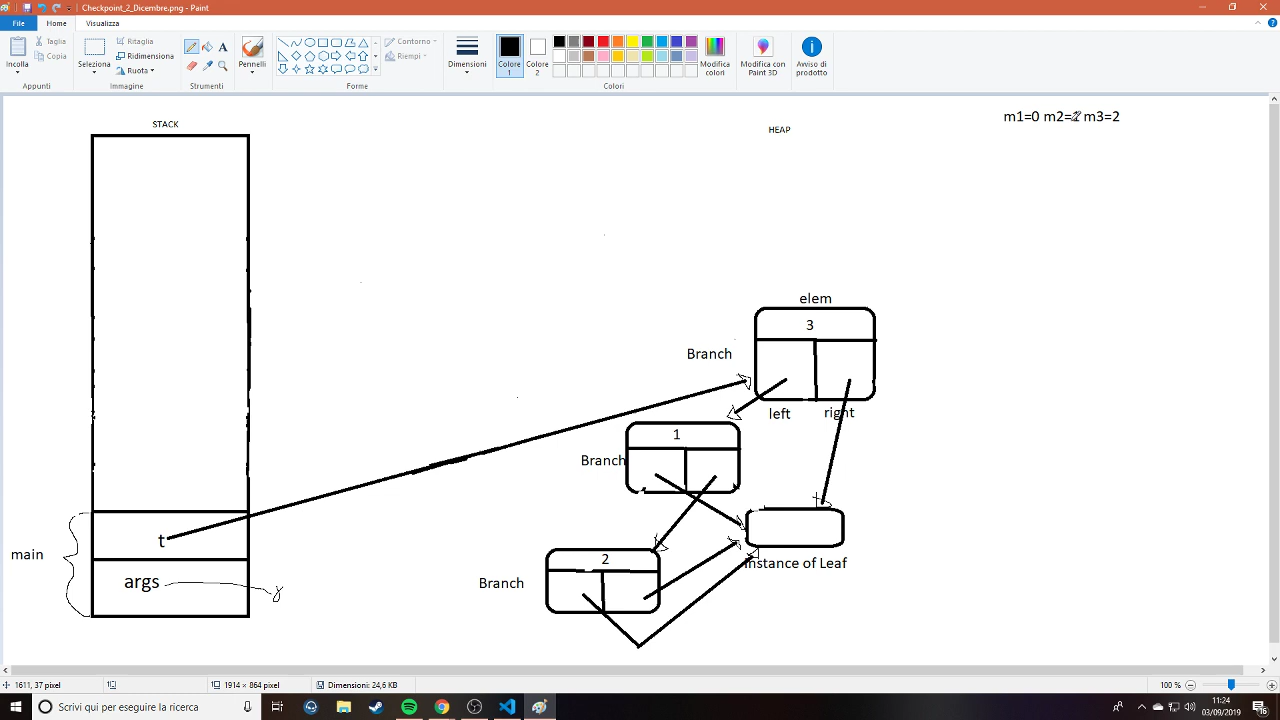 Checkpoint_2_Dicembre.png - Paint
File Home Visualizza
Incolla
Taglia
Copia
Appunti
Seleziona
Ritaglia
Ridimensiona
Ruota
Immagine
A
Strumenti
Pennelli
Contorno
Riempi
Forme
Dimensioni
Colore
1
Colore
2
Modifica
colori
Colori
Modifica con
Paint 3D
Avviso di
prodotto
STACK
HEAP
m1=0 m2= m3=2
elem
3
Branch
left right
1
Branch
t
main
args
2
Branch
Instance of Leaf
1611, 37 pixel
1914 × 864 pixel
Dimensioni: 24,6 KB
100 %
Scrivi qui per eseguire la ricerca
11:24
03/09/2019